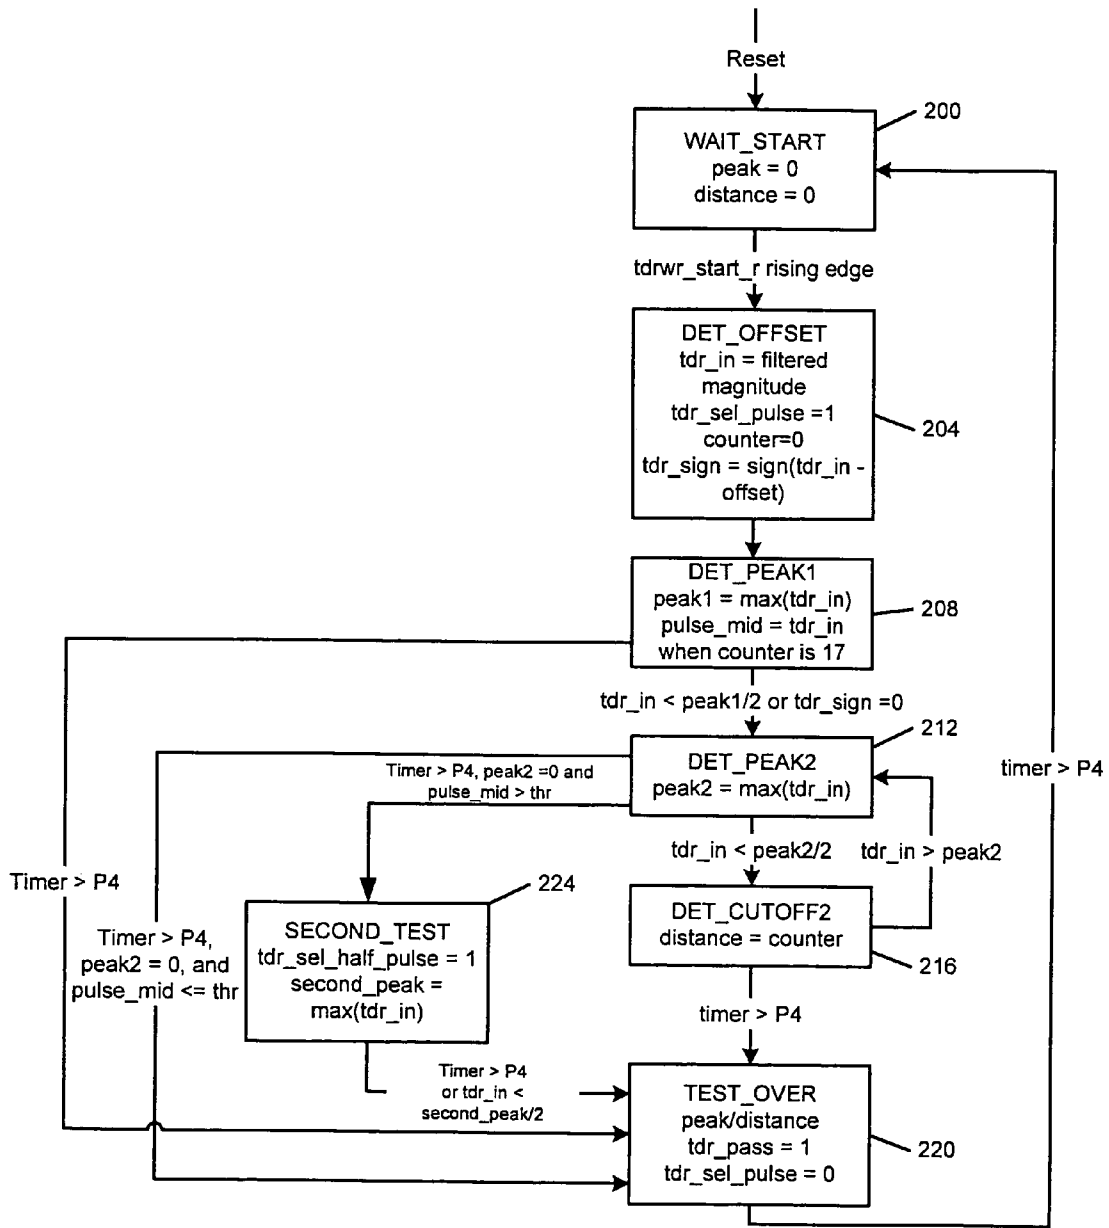 Reset
200
WAIT_START
peak = 0
distance = 0
tdrwr_start_r rising edge
DET_OFFSET
tdr_in = filtered
magnitude
tdr_sel_pulse =1
counter=0
tdr_sign = sign(tdr_in -
offset)
204
DET_PEAK1
peak1 = max(tdr_in)
pulse_mid = tdr_in
when counter is 17
208
tdr_in < peak1/2 or tdr_sign =0
212
DET_PEAK2
peak2 = max(tdr_in)
Timer > P4, peak2 =0 and
pulse_mid > thr
timer > P4
tdr_in < peak2/2
tdr_in > peak2
Timer > P4
224
DET_CUTOFF2
distance = counter
216
SECOND_TEST
tdr_sel_half_pulse = 1
second_peak =
max(tdr_in)
Timer > P4,
peak2 = 0, and
pulse_mid <= thr
timer > P4
Timer > P4
or tdr_in <
second_peak/2
TEST_OVER
peak/distance
tdr_pass = 1
tdr_sel_pulse = 0
220